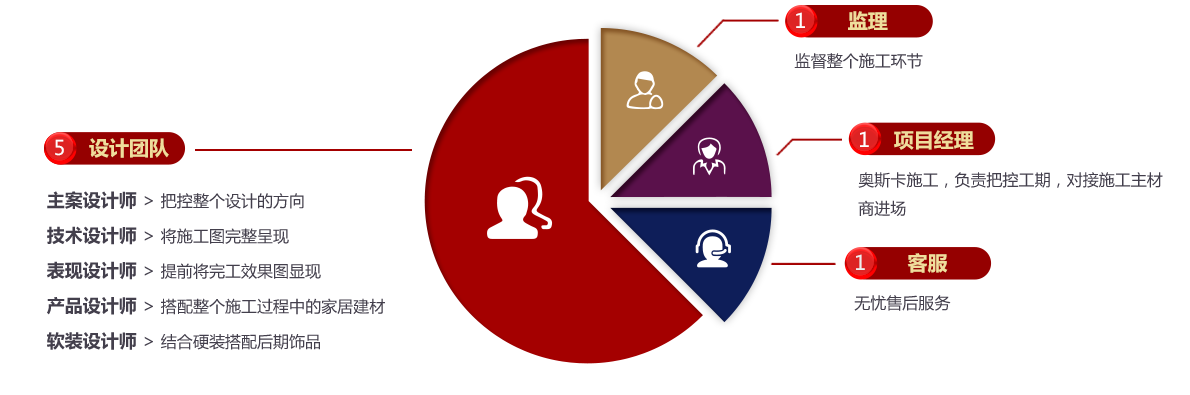 5 设计团队
主案设计师 > 把控整个设计的方向
技术设计师 > 将施工图完整呈现
表现设计师 > 提前将完工效果图显现
产品设计师 > 搭配整个施工过程中的家居建材
软装设计师 > 结合硬装搭配后期饰品
1 监理
监督整个施工环节
1 项目经理
奥斯卡施工，负责把控工期，对接施工主材
商进场
1 客服
无忧售后服务